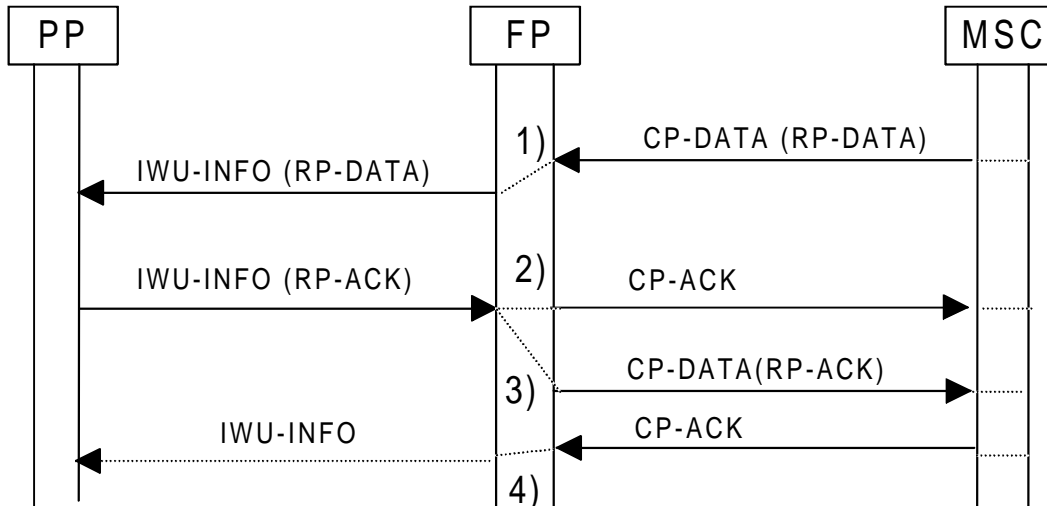 PP FP MSC
1) CP-DATA (RP-DATA)
IWU-INFO (RP-DATA)
2)
IWU-INFO (RP-ACK) CP-ACK
3) CP-DATA(RP-ACK)
IWU-INFO CP-ACK
4)